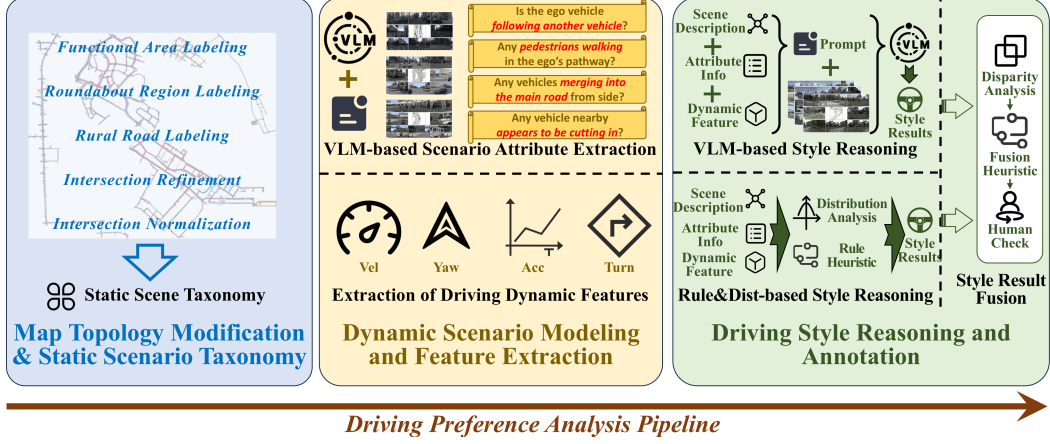 Functional Area Labeling
Roundabout Region Labeling
Rural Road Labeling
Intersection Refinement
Intersection Normalization
Static Scene Taxonomy
Map Topology Modification
& Static Scenario Taxonomy
VLM
+
Is the ego vehicle
following another vehicle?
Any pedestrians walking
in the ego's pathway?
Any vehicles merging into
the main road from side?
Any vehicle nearby
appears to be cutting in?
VLM-based Scenario Attribute Extraction
T
Vel
Yaw
Acc
Turn
Extraction of Driving Dynamic Features
Dynamic Scenario Modeling
and Feature Extraction
Scene
Description
+
Attribute
Info
+
Dynamic
Feature
Prompt
+
VLM
Style
Results
VLM-based Style Reasoning
Scene
Description
Attribute
Info
Dynamic
Feature
Distribution
Analysis
Rule
Heuristic
Style
Results
Rule&Dist-based Style Reasoning
Disparity
Analysis
Fusion
Heuristic
Human
Check
Style Result
Fusion
Driving Style Reasoning and
Annotation
Driving Preference Analysis Pipeline